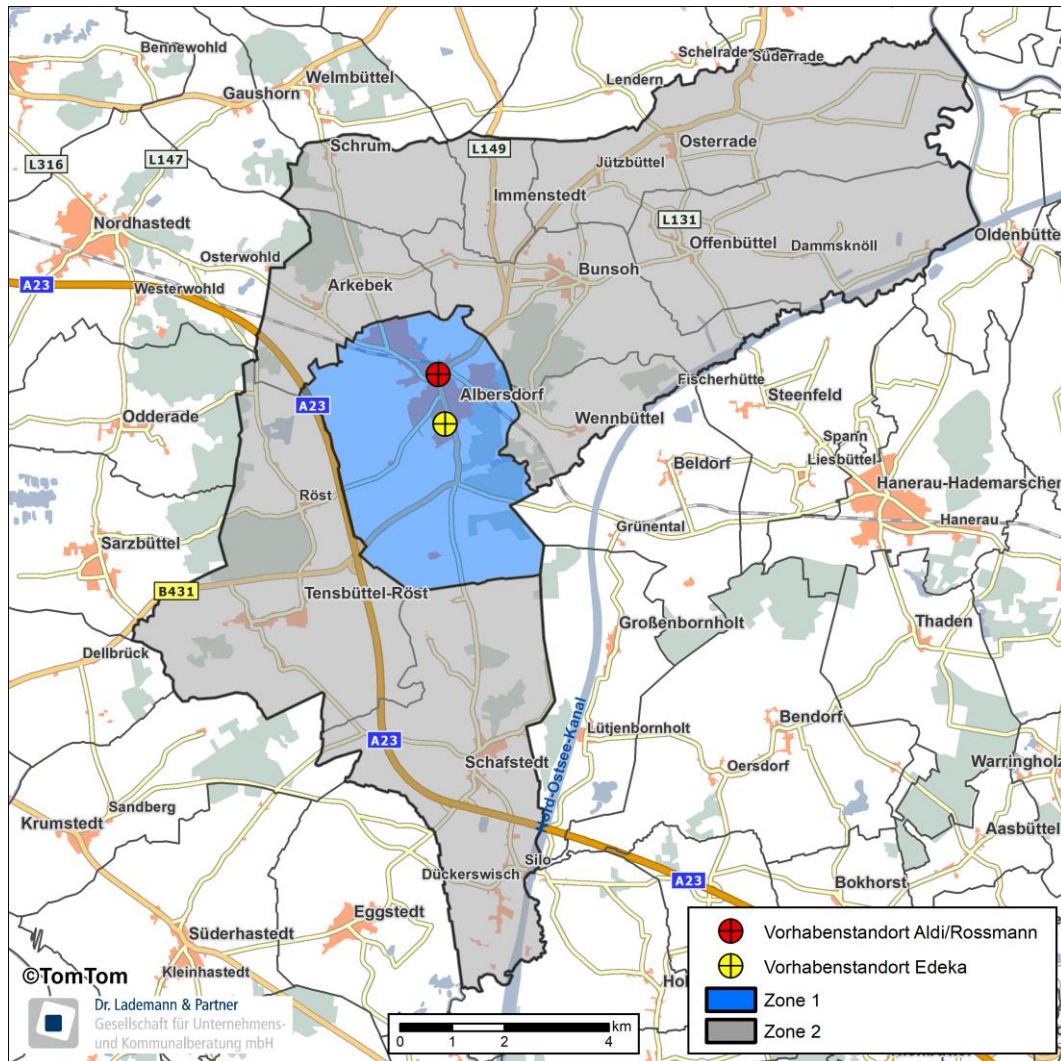 Bennewohld
Schelrade
Süderrade
Welmbüttel
Lendern
Gaushorn
Schrum
L149
Osterrade
L316
L147
Jützbüttel
Immenstedt
Nordhastedt
L131
Oldenbüttel
Osterwohld
Offenbüttel
Dammsknöll
Bunsoh
A23
Westerwohld
Arkebek
Fischerhütte
Albersdorf
Steenfeld
A23
Odderade
Wennbüttel
Spann
Beldorf
Liesbüttel
Hanerau-Hademarschen
Röst
Grünental
Hanerau
Sarzbüttel
B431
Tensbüttel-Röst
Großenbornholt
Thaden
Dellbrück
Nord-Ostsee-Kanal
Lütjenbornholt
Bendorf
A23
Schafstedt
Oersdorf
Warringholz
Sandberg
Krumstedt
Aasbüttel
Silo
Dückerswisch
A23
Bokhorst
Eggstedt
Süderhastedt
Kleinhastedt
Vorhabenstandort Aldi/Rossmann
Vorhabenstandort Edeka
Zone 1
Zone 2
©TomTom
Dr. Lademann & Partner
Gesellschaft für Unternehmens-
und Kommunalberatung mbH
km
0 1 2 4